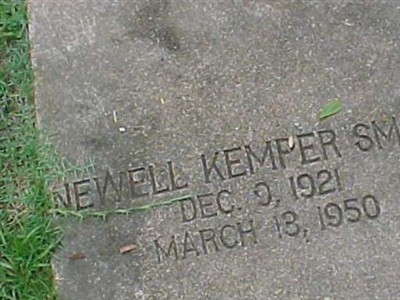 NEWELL KEMPER SM
DEC. 9, 1921
MARCH 13, 1950